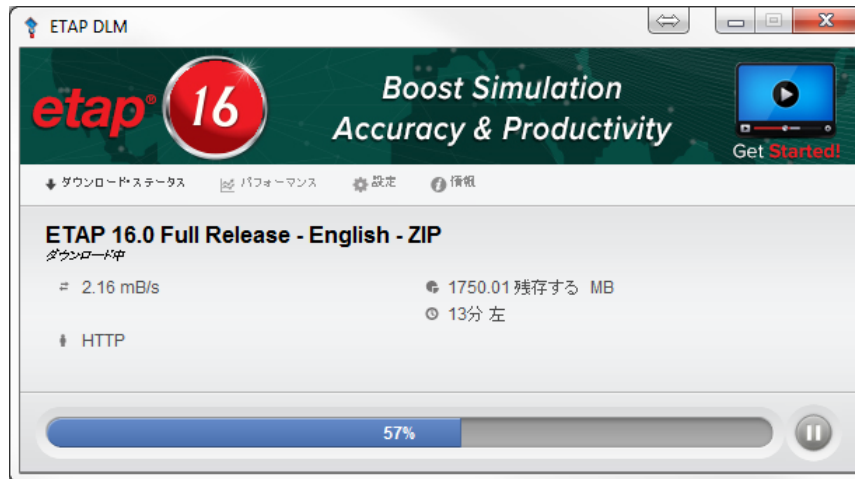 ETAP DLM
etap® 16
Boost Simulation
Accuracy & Productivity
Get Started!
ダウンロード・ステータス パフォーマンス 設定 情報
ETAP 16.0 Full Release - English - ZIP
ダウンロード中
2.16 mB/s 1750.01 残存する MB
13分 左
HTTP
57%